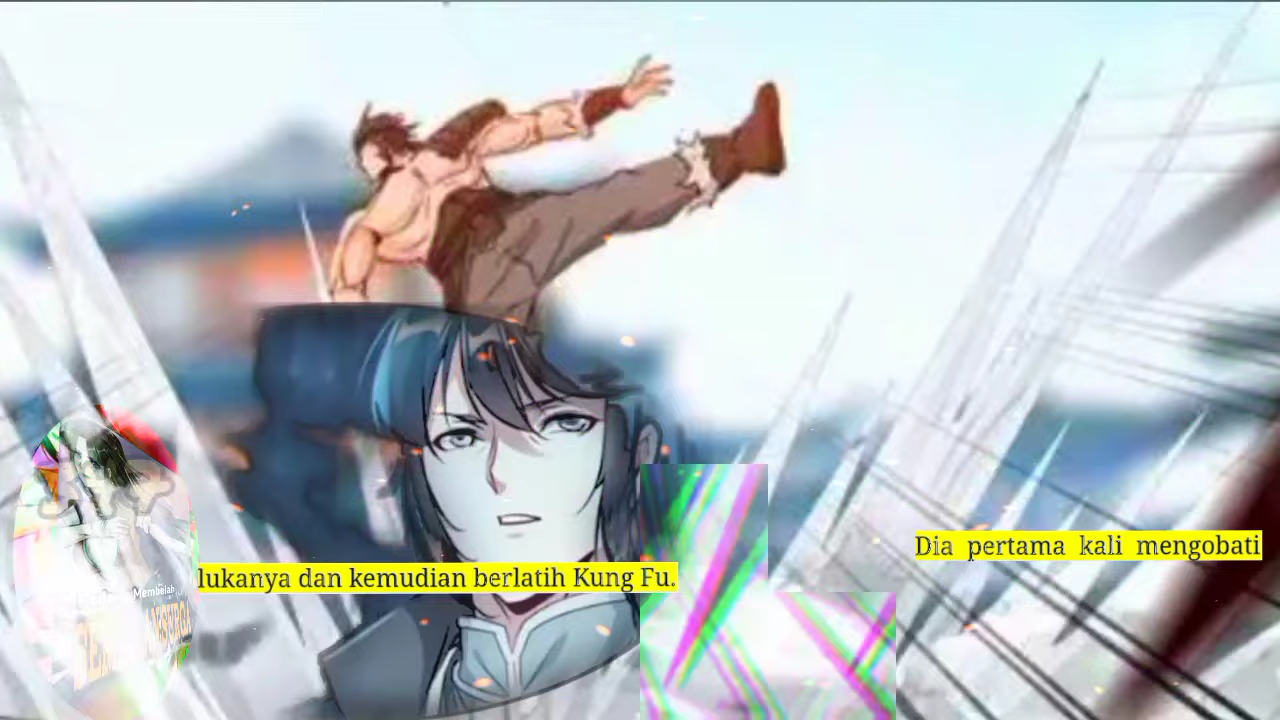 Dia pertama kali mengobati
lukanya dan kemudian berlatih Kung Fu.
Membelah